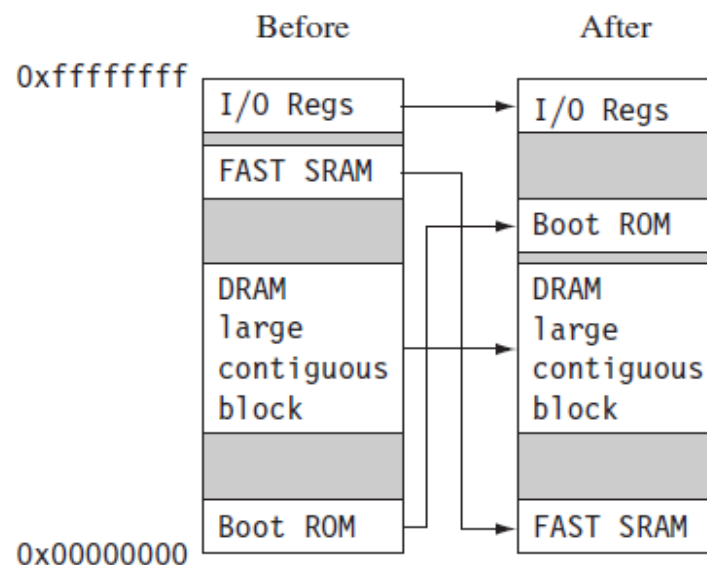 Before
After
0xffffffff
I/O Regs
I/O Regs
FAST SRAM
Boot ROM
DRAM
large
contiguous
block
DRAM
large
contiguous
block
Boot ROM
FAST SRAM
0x00000000